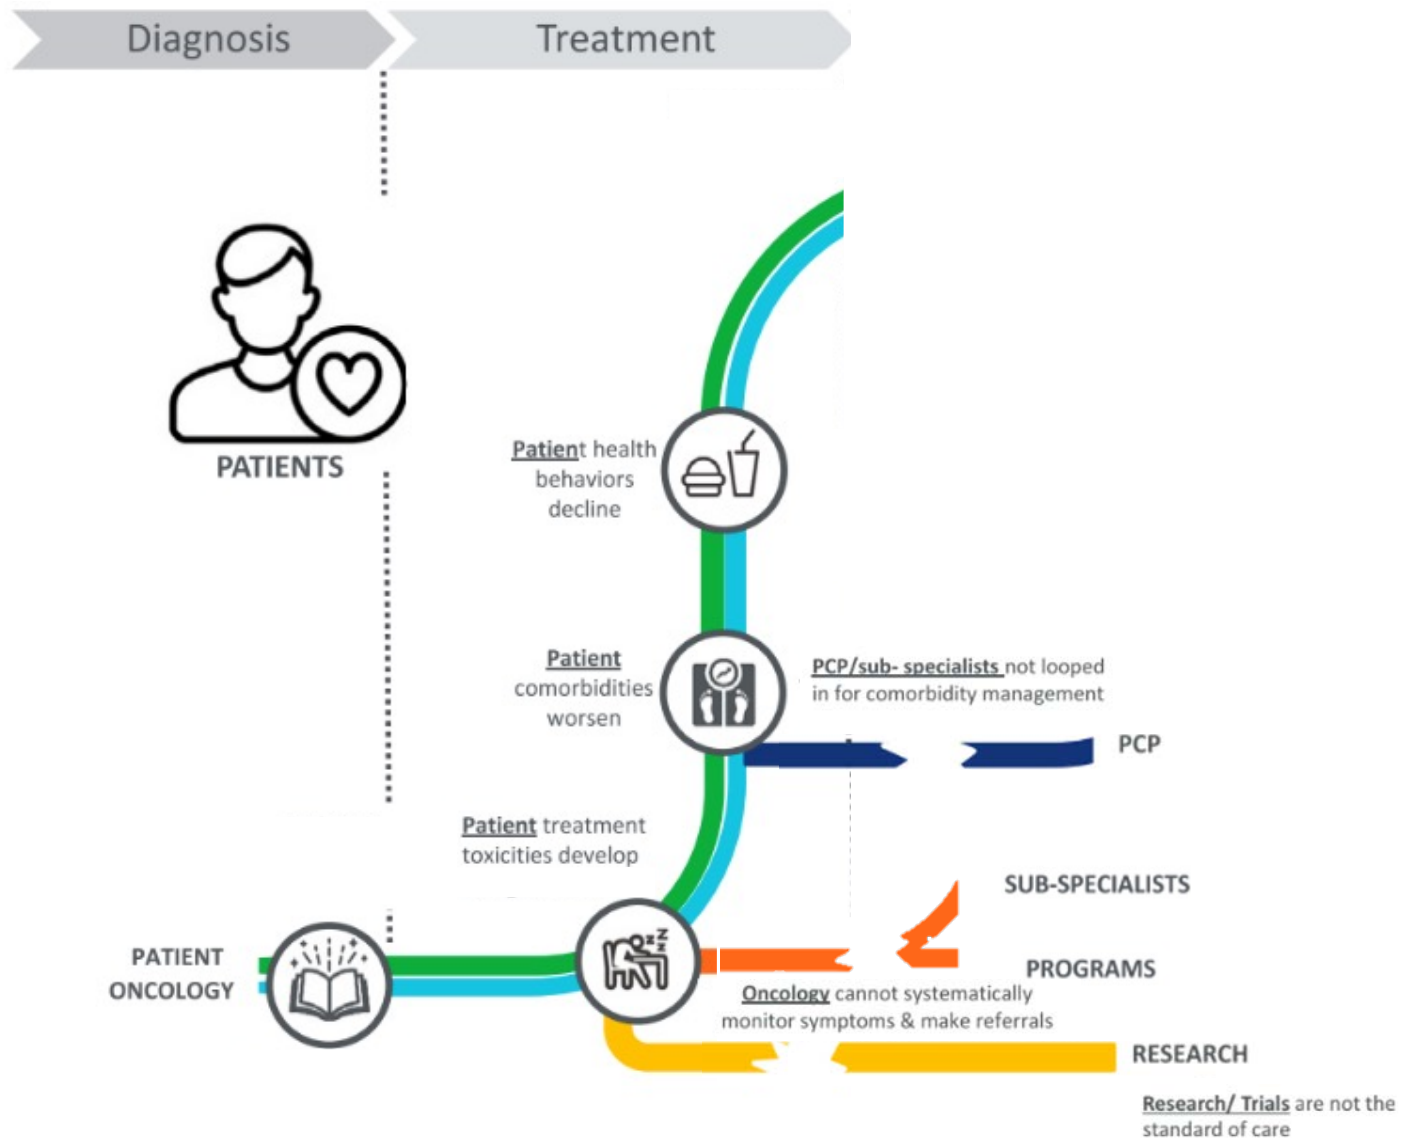 Diagnosis
Treatment
PATIENTS
Patient health
behaviors
decline
Patient
comorbidities
worsen
PCP/sub- specialists not looped
in for comorbidity management
PCP
Patient treatment
toxicities develop
SUB-SPECIALISTS
PATIENT
ONCOLOGY
zzz
z
PROGRAMS
Oncology cannot systematically
monitor symptoms & make referrals
RESEARCH
Research/ Trials are not the
standard of care